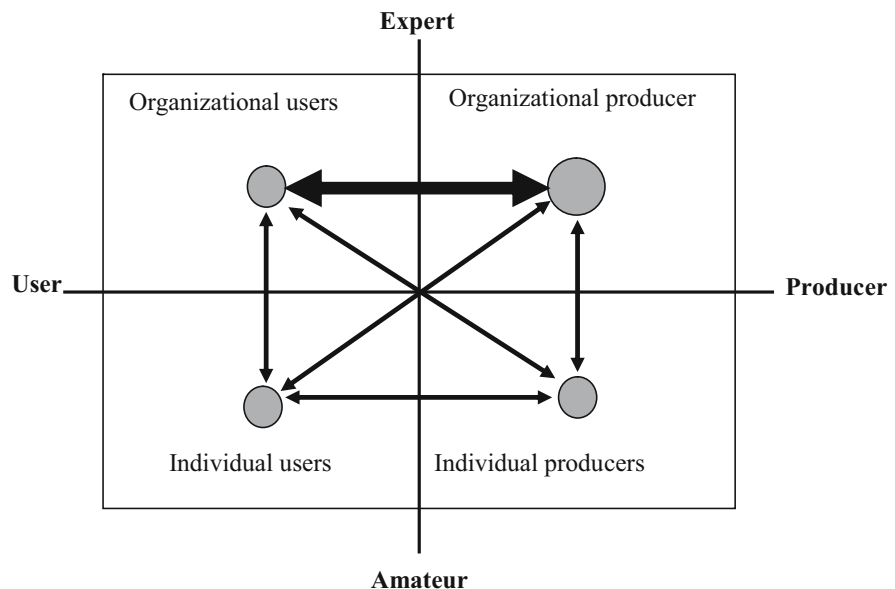 Expert
Organizational users
Organizational producer
User
Producer
Individual users
Individual producers
Amateur